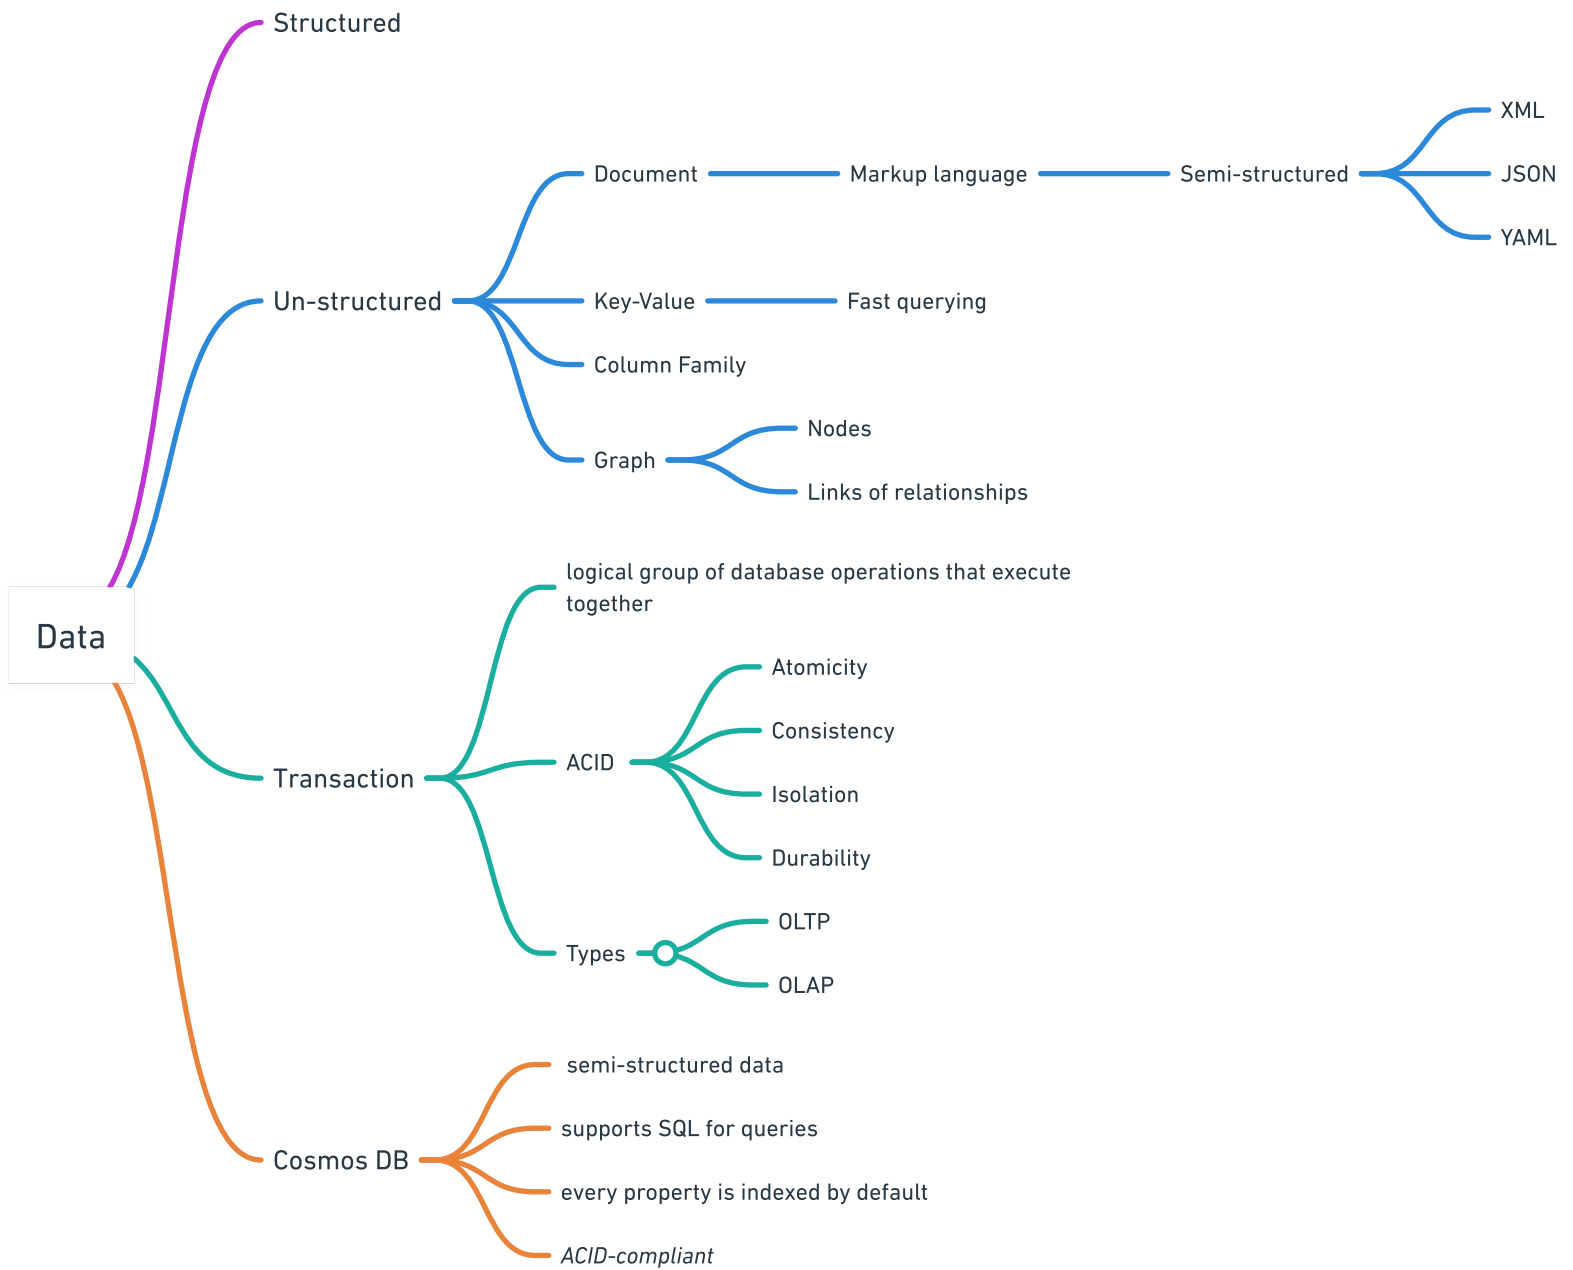 Structured
XML
Document
Markup language
Semi-structured
JSON
YAML
Un-structured
Key-Value
Fast querying
Column Family
Nodes
Graph
Links of relationships
logical group of database operations that execute
together
Data
Atomicity
Consistency
ACID
Transaction
Isolation
Durability
OLTP
Types
OLAP
semi-structured data
supports SQL for queries
Cosmos DB
every property is indexed by default
ACID-compliant